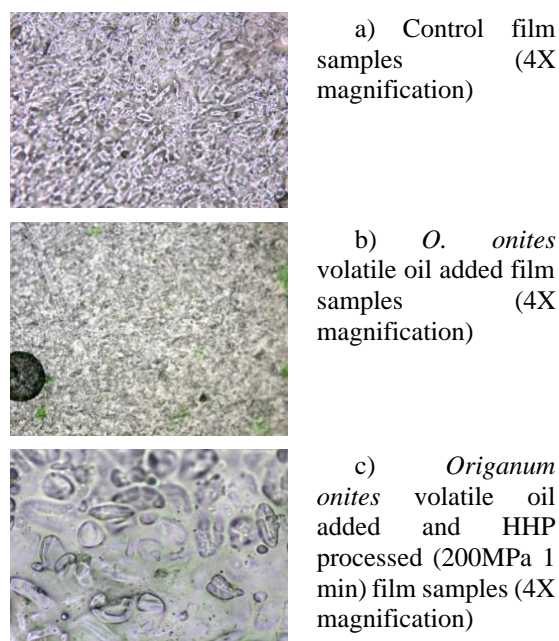 a) Control film
samples (4X
magnification)
b) O. onites
volatile oil added film
samples (4X
magnification)
c) Origanum
onites volatile oil
added and HHP
processed (200MPa 1
min) film samples (4X
magnification)